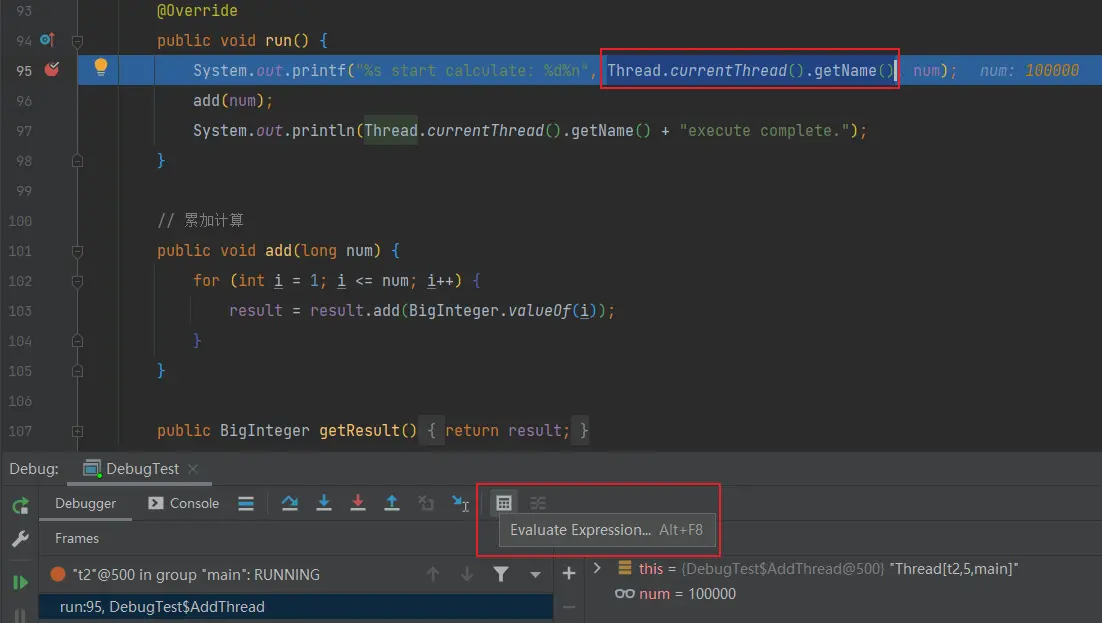 93 @Override
94 public void run() {
95 System.out.printf("%s start calculate: %d%n", Thread.currentThread().getName() num); num: 100000
96 add(num);
97 System.out.println(Thread.currentThread().getName() + "execute complete.");
98 }
99
100 // 累加计算
101 public void add(long num) {
102 for (int i = 1; i <= num; i++) {
103 result = result.add(BigInteger.valueOf(i));
104 }
105 }
106
107 public BigInteger getResult() { return result; }
Debug: DebugTest
Debugger Console
Evaluate Expression... Alt+F8
Frames
"t2"@500 in group "main": RUNNING
this = {DebugTest$AddThread@500} "Thread[t2,5,main]"
num = 100000
run:95, DebugTest$AddThread